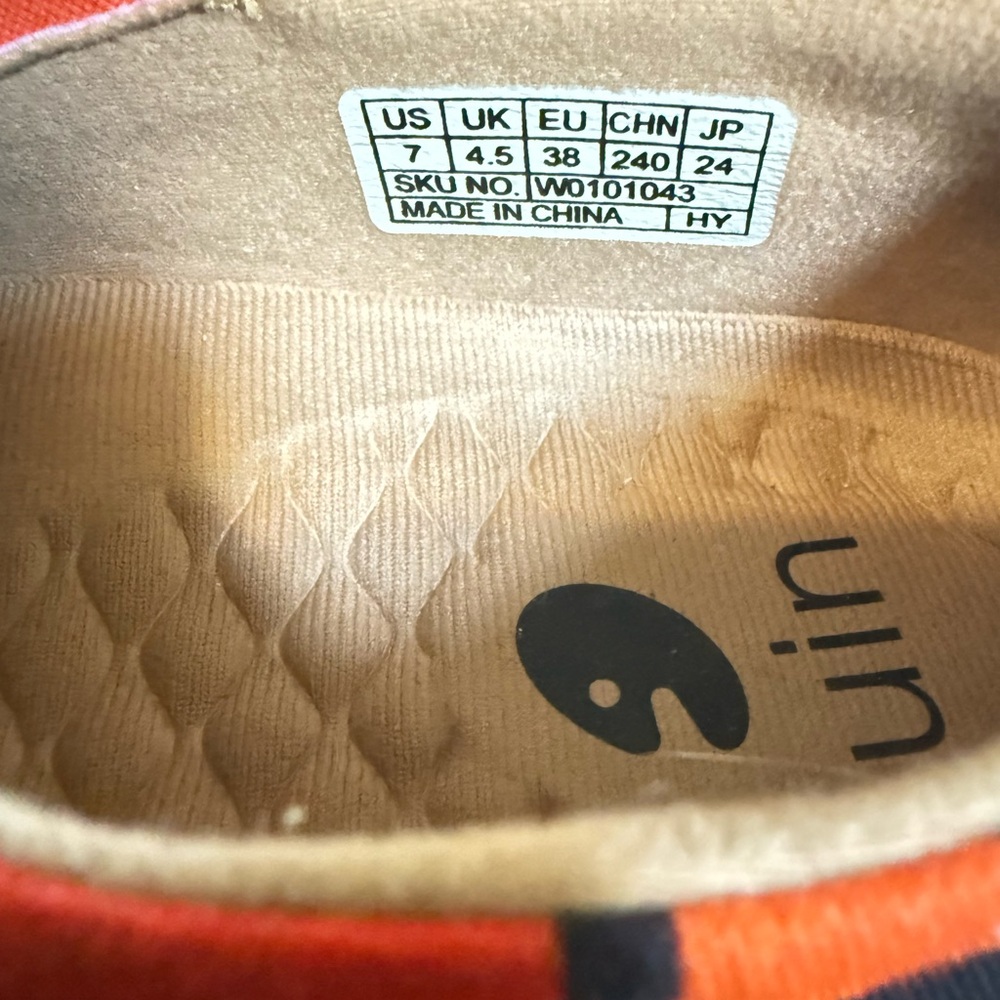 US UK EU CHN JP
7 4.5 38 240 24
SKU NO. W0101043
MADE IN CHINA HY
uin